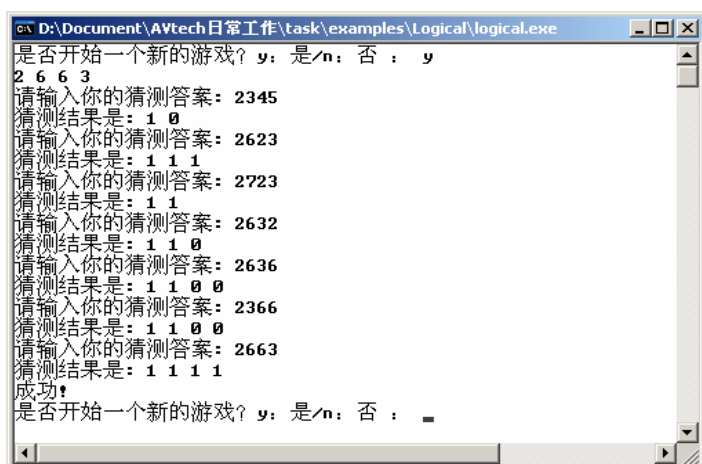 D:\Document\AVtech日常工作\task\examples\Logical\logical.exe
是否开始一个新的游戏? y: 是/n: 否 : y
2 6 6 3
请输入你的猜测答案: 2345
猜测结果是: 1 0
请输入你的猜测答案: 2623
猜测结果是: 1 1 1
请输入你的猜测答案: 2723
猜测结果是: 1 1
请输入你的猜测答案: 2632
猜测结果是: 1 1 0
请输入你的猜测答案: 2636
猜测结果是: 1 1 0 0
请输入你的猜测答案: 2366
猜测结果是: 1 1 0 0
请输入你的猜测答案: 2663
猜测结果是: 1 1 1 1
成功!
是否开始一个新的游戏? y: 是/n: 否 : _